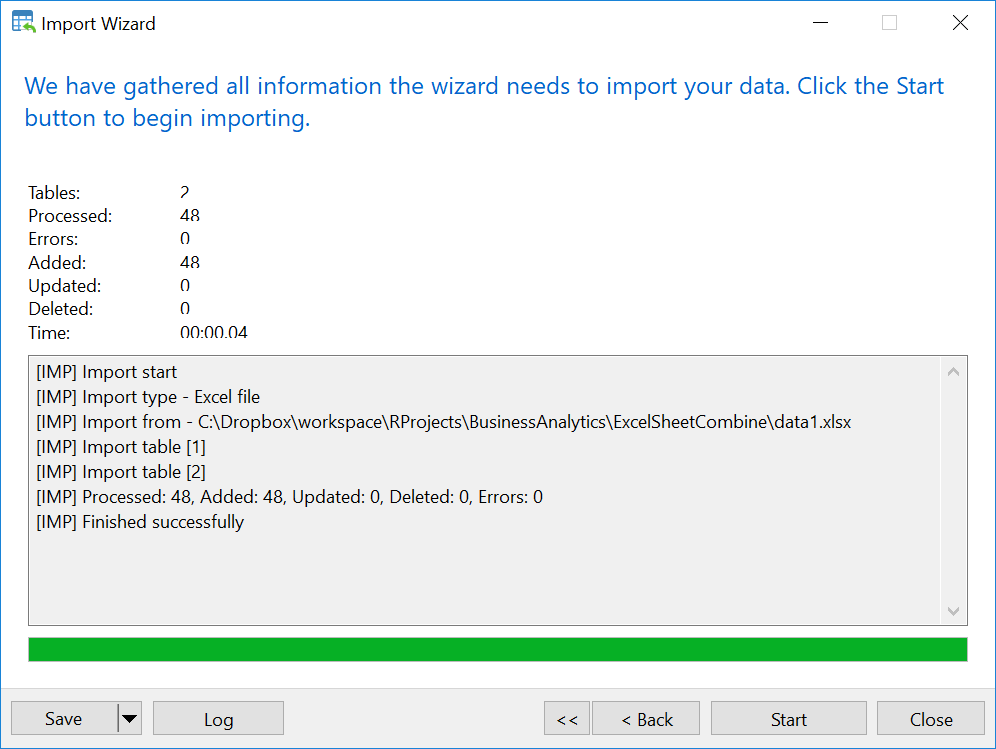 Import Wizard
We have gathered all information the wizard needs to import your data. Click the Start
button to begin importing.
Tables: 2
Processed: 48
Errors: 0
Added: 48
Updated: 0
Deleted: 0
Time: 00:00.04
[IMP] Import start
[IMP] Import type - Excel file
[IMP] Import from - C:\Dropbox\workspace\RProjects\BusinessAnalytics\ExcelSheetCombine\data1.xlsx
[IMP] Import table [1]
[IMP] Import table [2]
[IMP] Processed: 48, Added: 48, Updated: 0, Deleted: 0, Errors: 0
[IMP] Finished successfully
Save Log << < Back Start Close